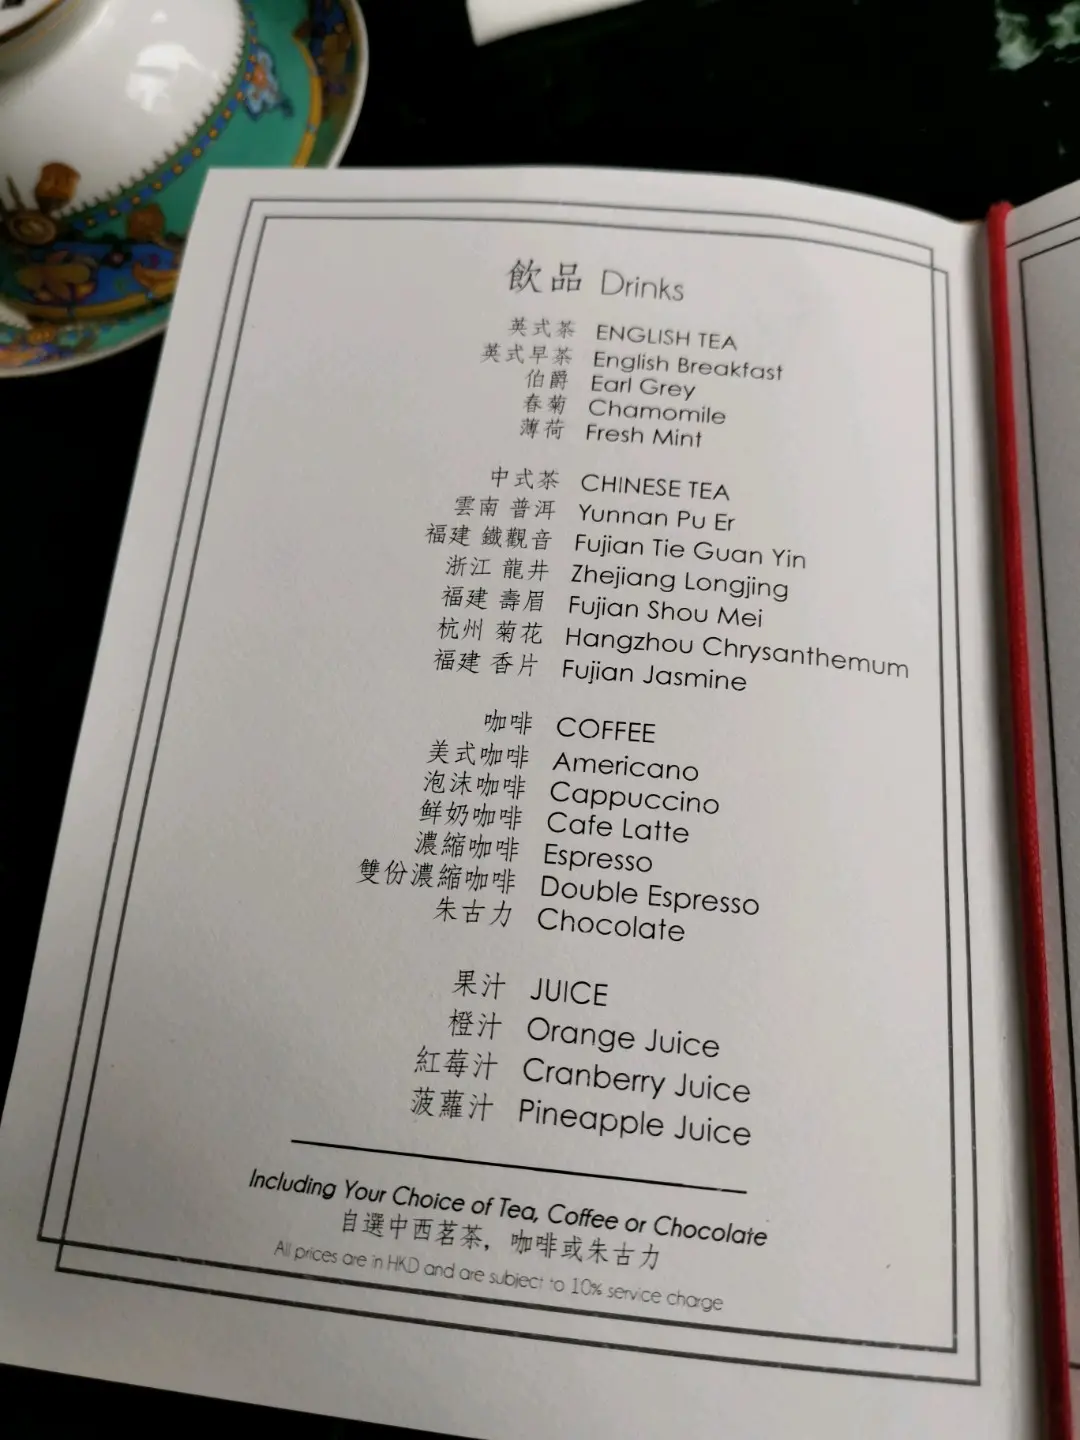 飲品 Drinks
英式茶 ENGLISH TEA
英式早茶 English Breakfast
伯爵 Earl Grey
春菊 Chamomile
薄荷 Fresh Mint
中式茶 CHINESE TEA
雲南 普洱 Yunnan Pu Er
福建 鐵觀音 Fujian Tie Guan Yin
浙江 龍井 Zhejiang Longjing
福建 壽眉 Fujian Shou Mei
杭州 菊花 Hangzhou Chrysanthemum
福建 香片 Fujian Jasmine
咖啡 COFFEE
美式咖啡 Americano
泡沫咖啡 Cappuccino
鲜奶咖啡 Cafe Latte
濃縮咖啡 Espresso
雙份濃縮咖啡 Double Espresso
朱古力 Chocolate
果汁 JUICE
橙汁 Orange Juice
紅莓汁 Cranberry Juice
菠蘿汁 Pineapple Juice
Including Your Choice of Tea, Coffee or Chocolate
自選中西茗茶，咖啡或朱古力
All prices are in HKD and are subject to 10% service charge